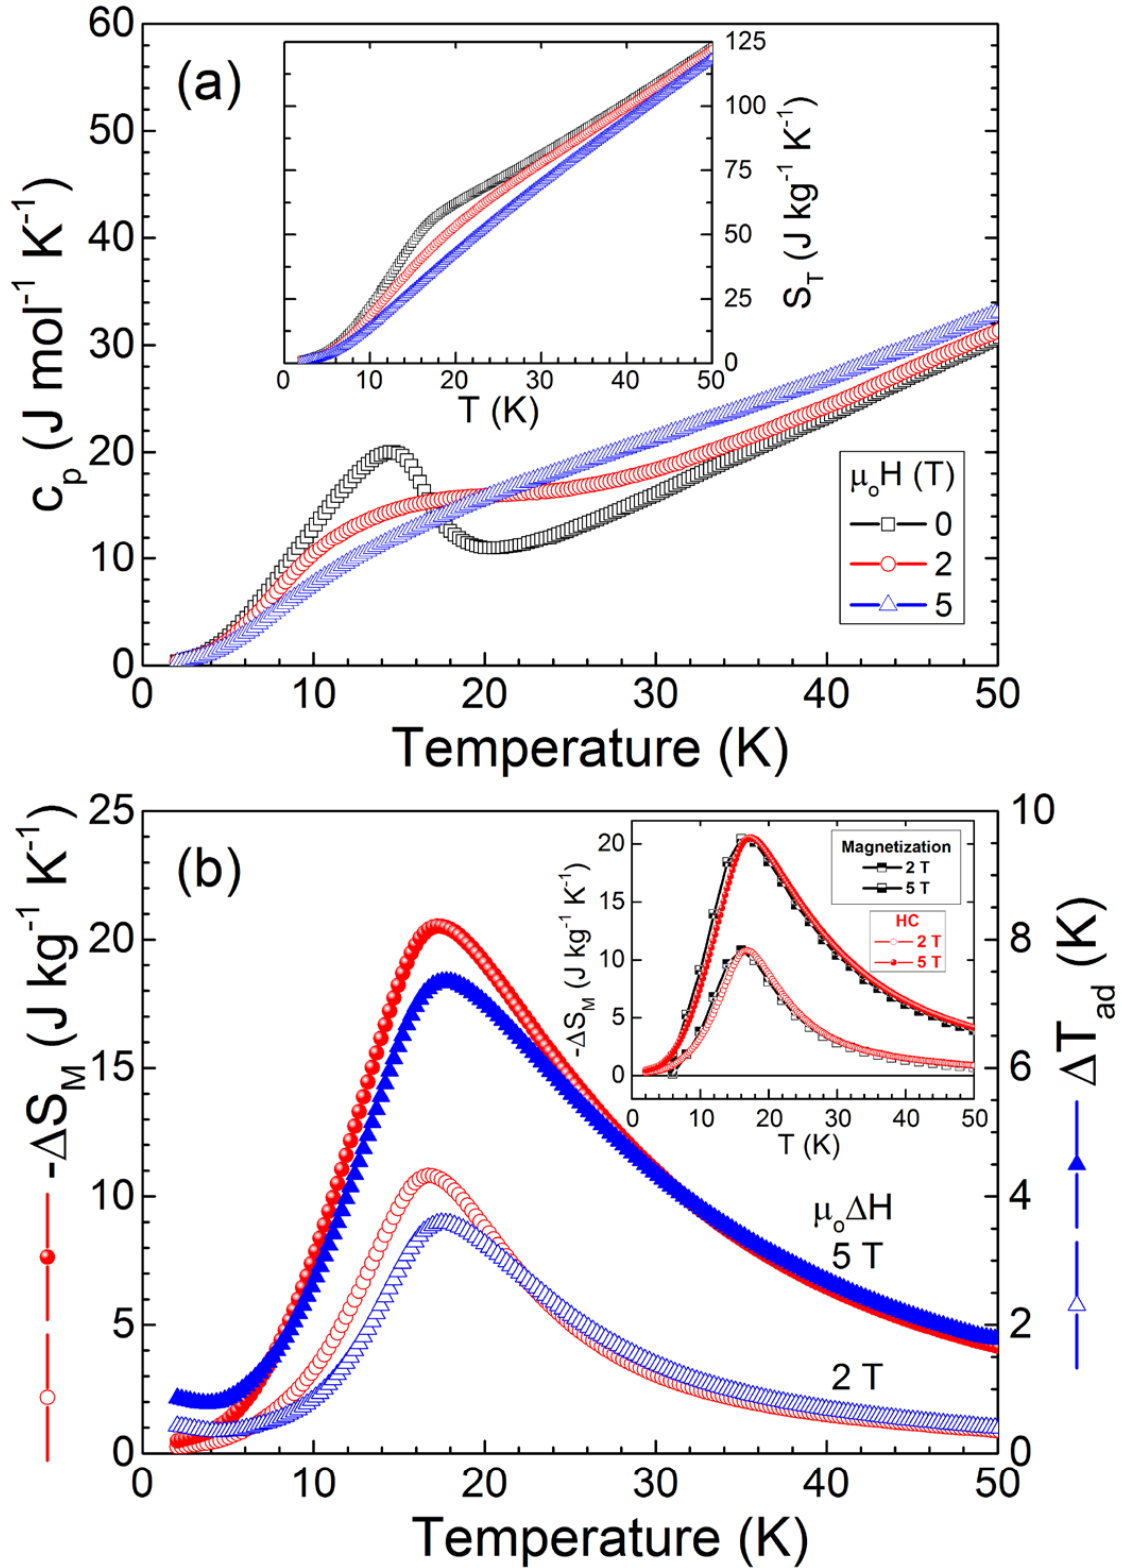 (a)
60
50
40
30
20
10
0
c_p (J mol⁻¹ K⁻¹)
0 10 20 30 40 50
Temperature (K)
125
100
75
50
25
0
S_T (J kg⁻¹ K⁻¹)
0 10 20 30 40 50
T (K)
μ₀H (T)
0
2
5
(b)
25
20
15
10
5
0
-ΔS_M (J kg⁻¹ K⁻¹)
10
8
6
4
2
0
ΔT_ad (K)
0 10 20 30 40 50
Temperature (K)
20
15
10
5
0
-ΔS_M (J kg⁻¹ K⁻¹)
0 10 20 30 40 50
T (K)
Magnetization
2 T
5 T
HC
2 T
5 T
μ₀ΔH
5 T
2 T